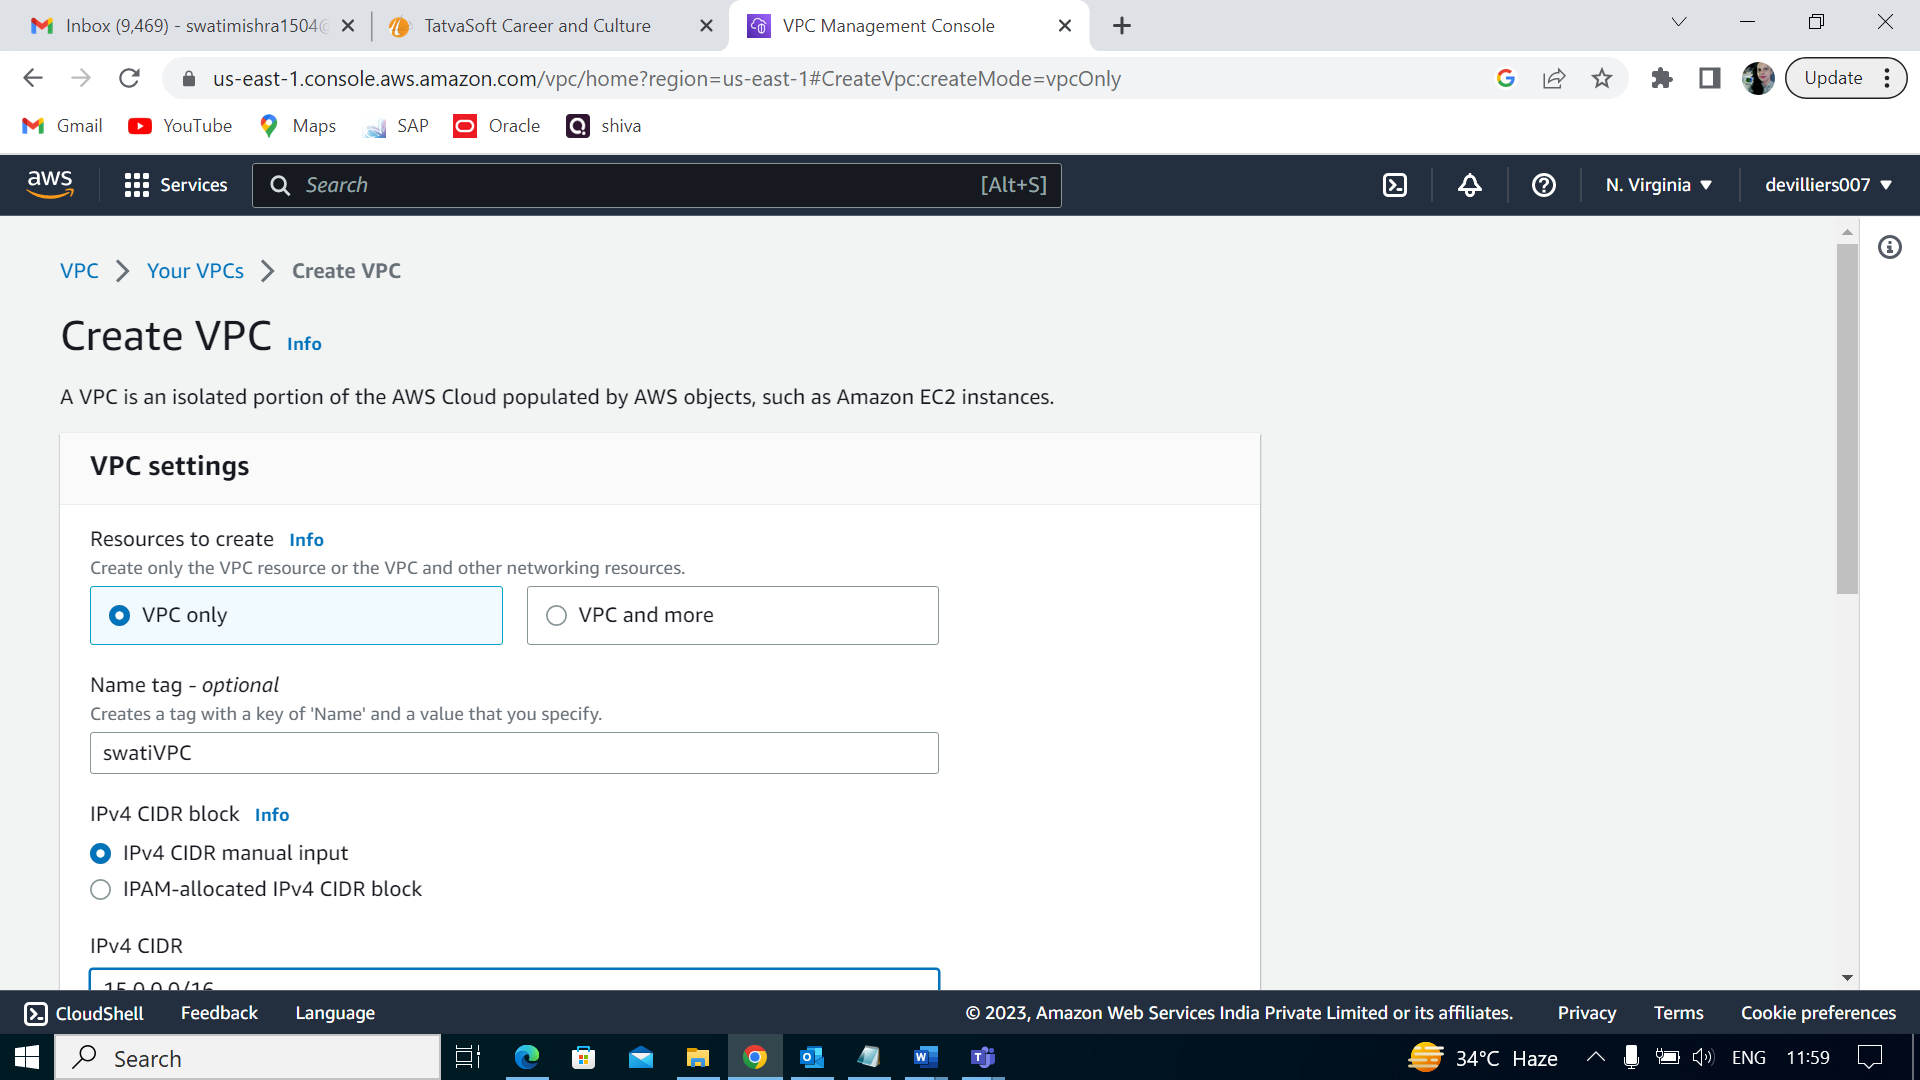 Inbox (9,469) - swatimishra1504@
TatvaSoft Career and Culture
VPC Management Console
us-east-1.console.aws.amazon.com/vpc/home?region=us-east-1#CreateVpc:createMode=vpcOnly
Update
Gmail
YouTube
Maps
SAP
Oracle
shiva
aws
Services
Search
[Alt+S]
N. Virginia
devilliers007
VPC
Your VPCs
Create VPC
Create VPC
Info
A VPC is an isolated portion of the AWS Cloud populated by AWS objects, such as Amazon EC2 instances.
VPC settings
Resources to create Info
Create only the VPC resource or the VPC and other networking resources.
VPC only
VPC and more
Name tag - optional
Creates a tag with a key of 'Name' and a value that you specify.
swatiVPC
IPv4 CIDR block Info
IPv4 CIDR manual input
IPAM-allocated IPv4 CIDR block
IPv4 CIDR
15.0.0.0/16
CloudShell
Feedback
Language
© 2023, Amazon Web Services India Private Limited or its affiliates.
Privacy
Terms
Cookie preferences
Search
34°C Haze
ENG
11:59